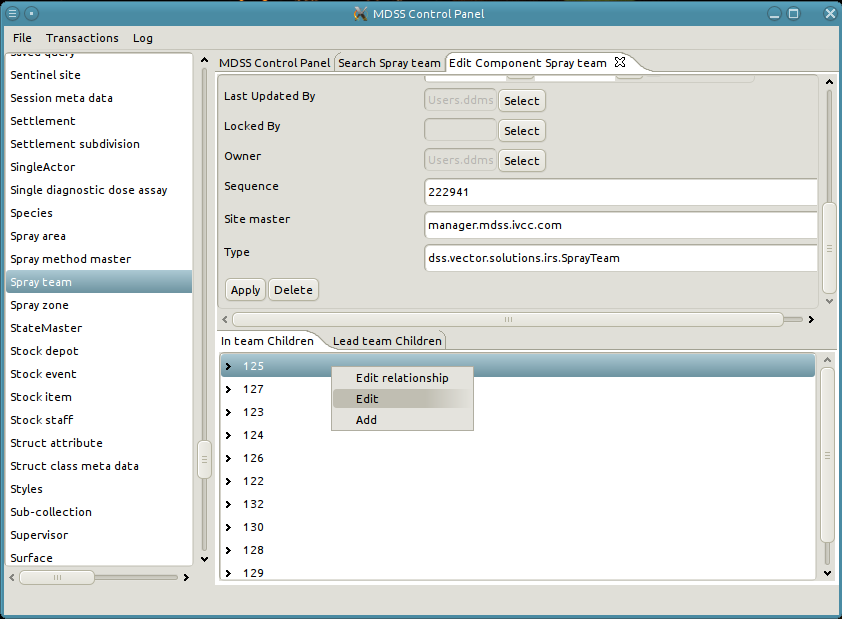 MDSS Control Panel
File Transactions Log
Saved query
Sentinel site
Session meta data
Settlement
Settlement subdivision
SingleActor
Single diagnostic dose assay
Species
Spray area
Spray method master
Spray team
Spray zone
StateMaster
Stock depot
Stock event
Stock item
Stock staff
Struct attribute
Struct class meta data
Styles
Sub-collection
Supervisor
Surface
MDSS Control Panel Search Spray team Edit Component Spray team
Last Updated By Users.ddms Select
Locked By Select
Owner Users.ddms Select
Sequence 222941
Site master manager.mdss.ivcc.com
Type dss.vector.solutions.irs.SprayTeam
Apply Delete
In team Children Lead team Children
125
127
123
124
126
122
132
130
128
129
Edit relationship
Edit
Add